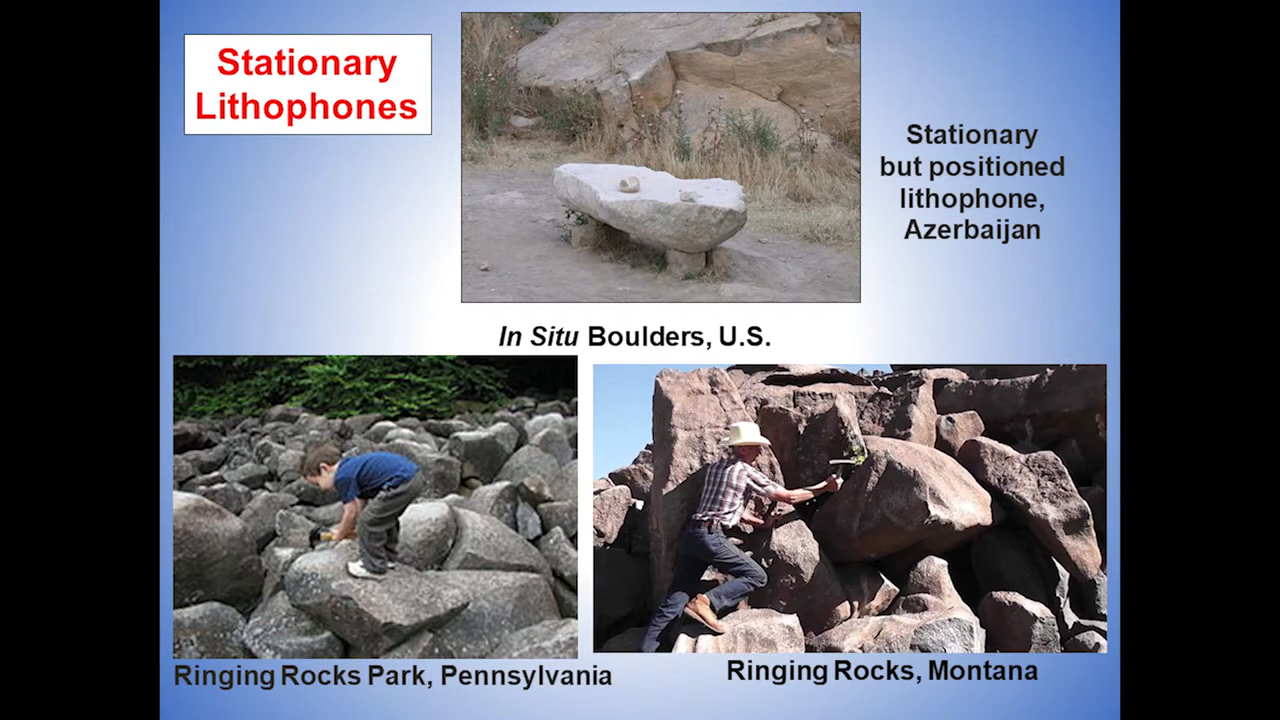 Stationary
Lithophones
Stationary
but positioned
lithophone,
Azerbaijan
In Situ Boulders, U.S.
Ringing Rocks Park, Pennsylvania
Ringing Rocks, Montana